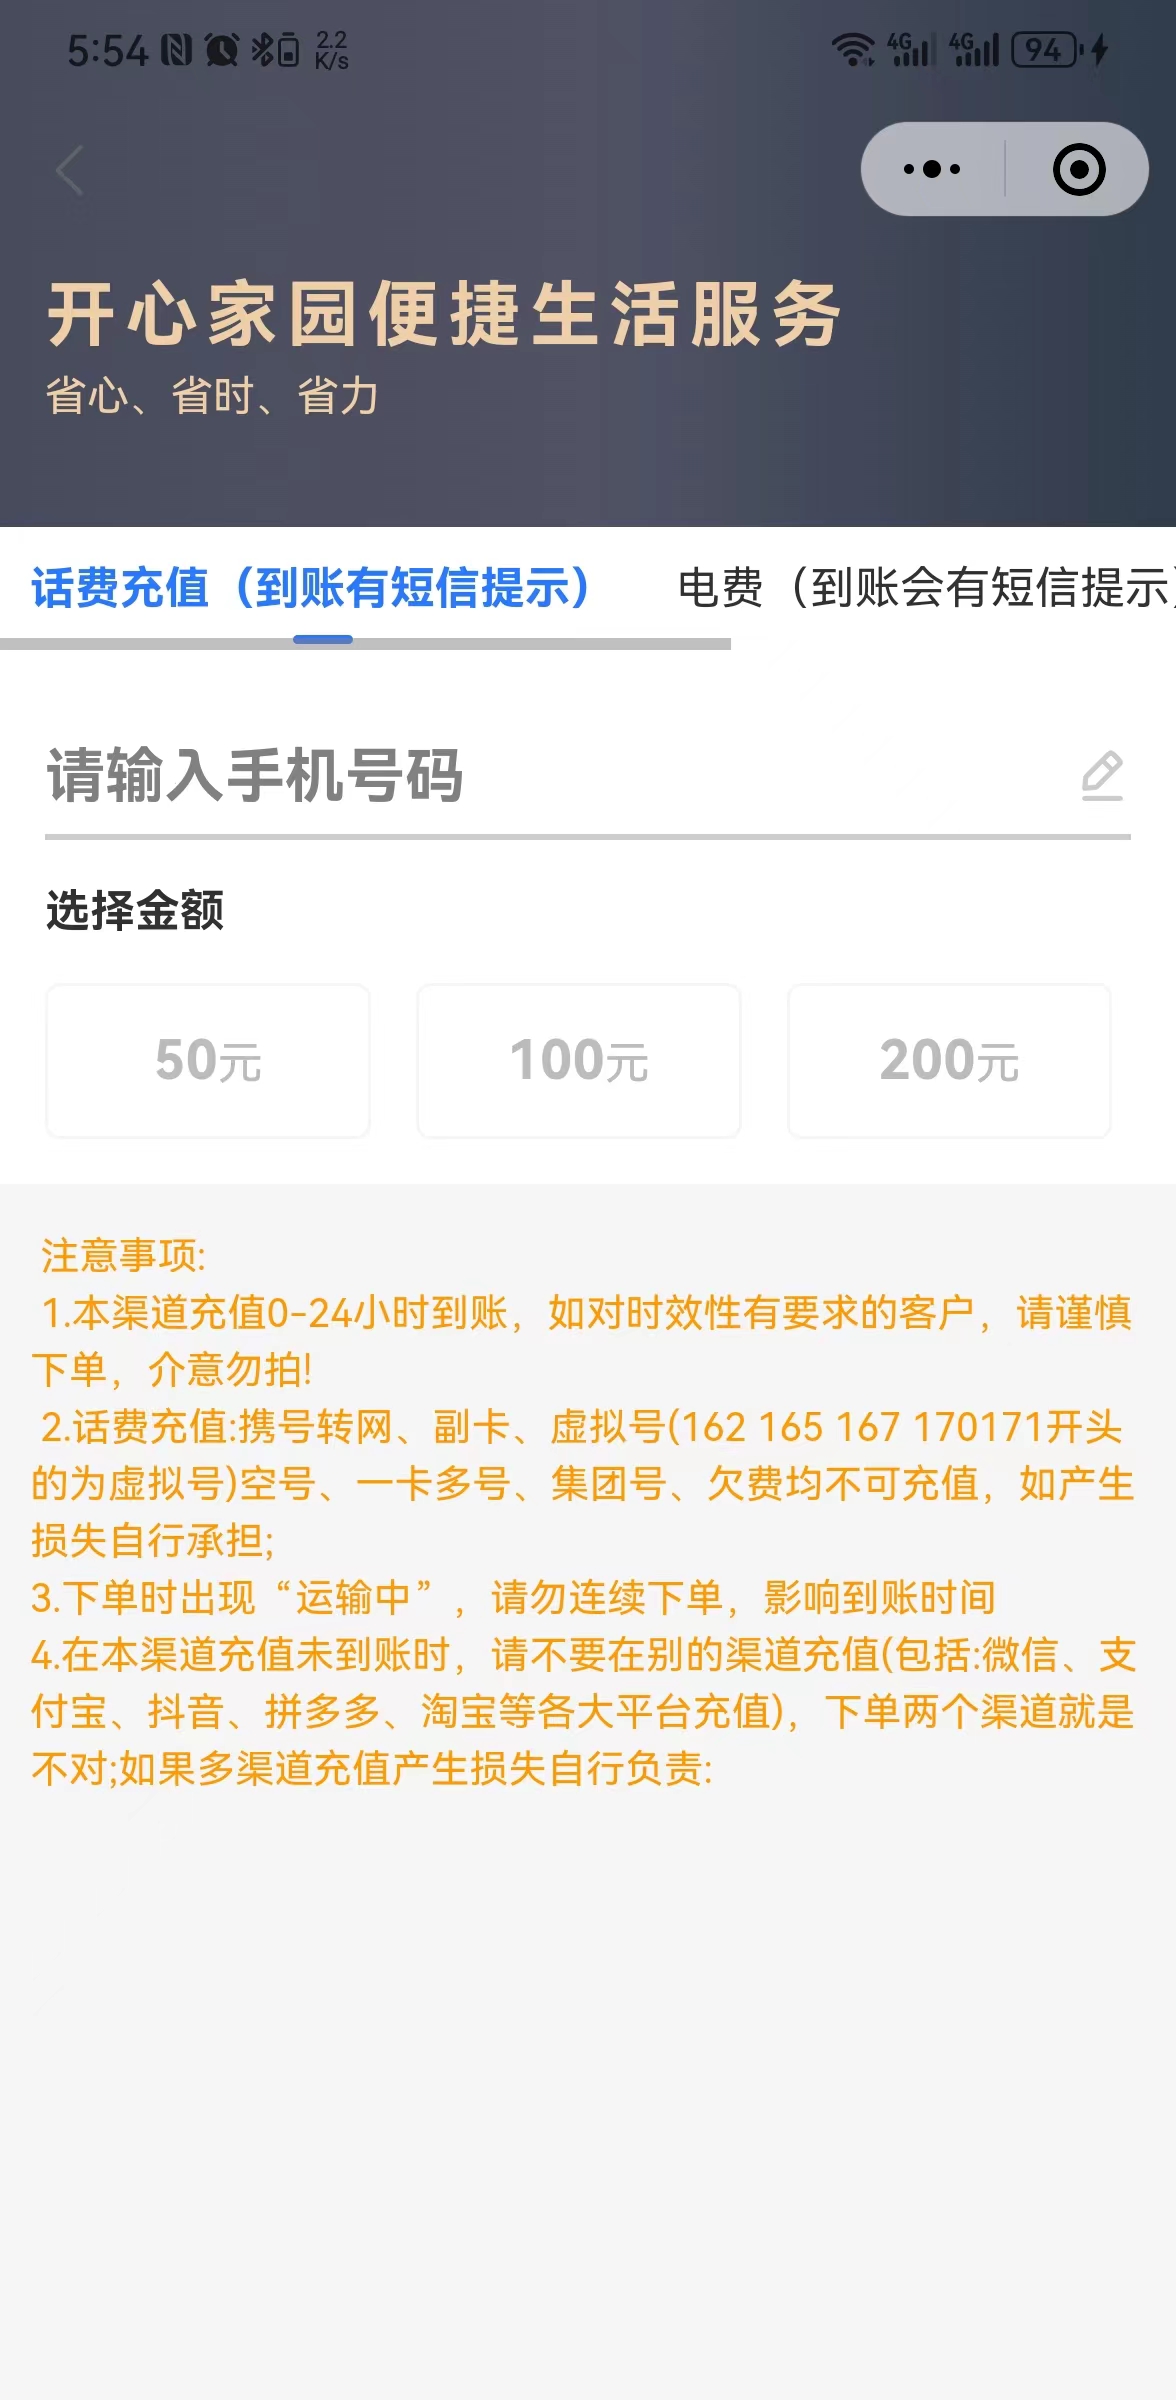 5:54 2.2 K/s 4G 4G 94
开心家园便捷生活服务
省心、省时、省力
话费充值（到账有短信提示） 电费（到账会有短信提示）
请输入手机号码
选择金额
50元 100元 200元
注意事项:
1.本渠道充值0-24小时到账，如对时效性有要求的客户，请谨慎
下单，介意勿拍!
2.话费充值:携号转网、副卡、虚拟号(162 165 167 170171开头
的为虚拟号)空号、一卡多号、集团号、欠费均不可充值，如产生
损失自行承担;
3.下单时出现“运输中”，请勿连续下单，影响到账时间
4.在本渠道充值未到账时，请不要在别的渠道充值(包括:微信、支
付宝、抖音、拼多多、淘宝等各大平台充值)，下单两个渠道就是
不对;如果多渠道充值产生损失自行负责: